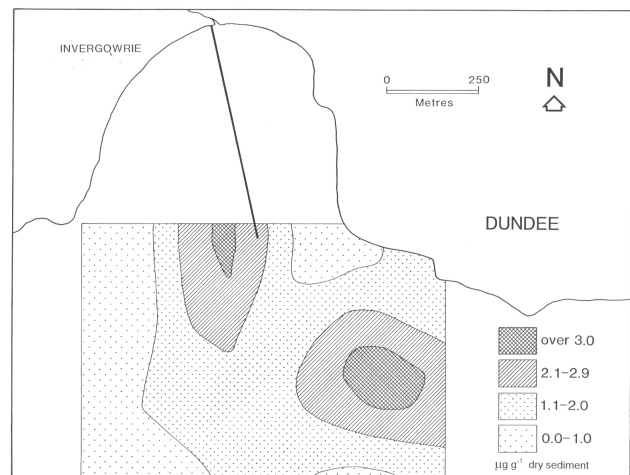 INVERGOWRIE
0 250
Metres
N
DUNDEE
over 3.0
2.1–2.9
1.1–2.0
0.0–1.0
µg g⁻¹ dry sediment